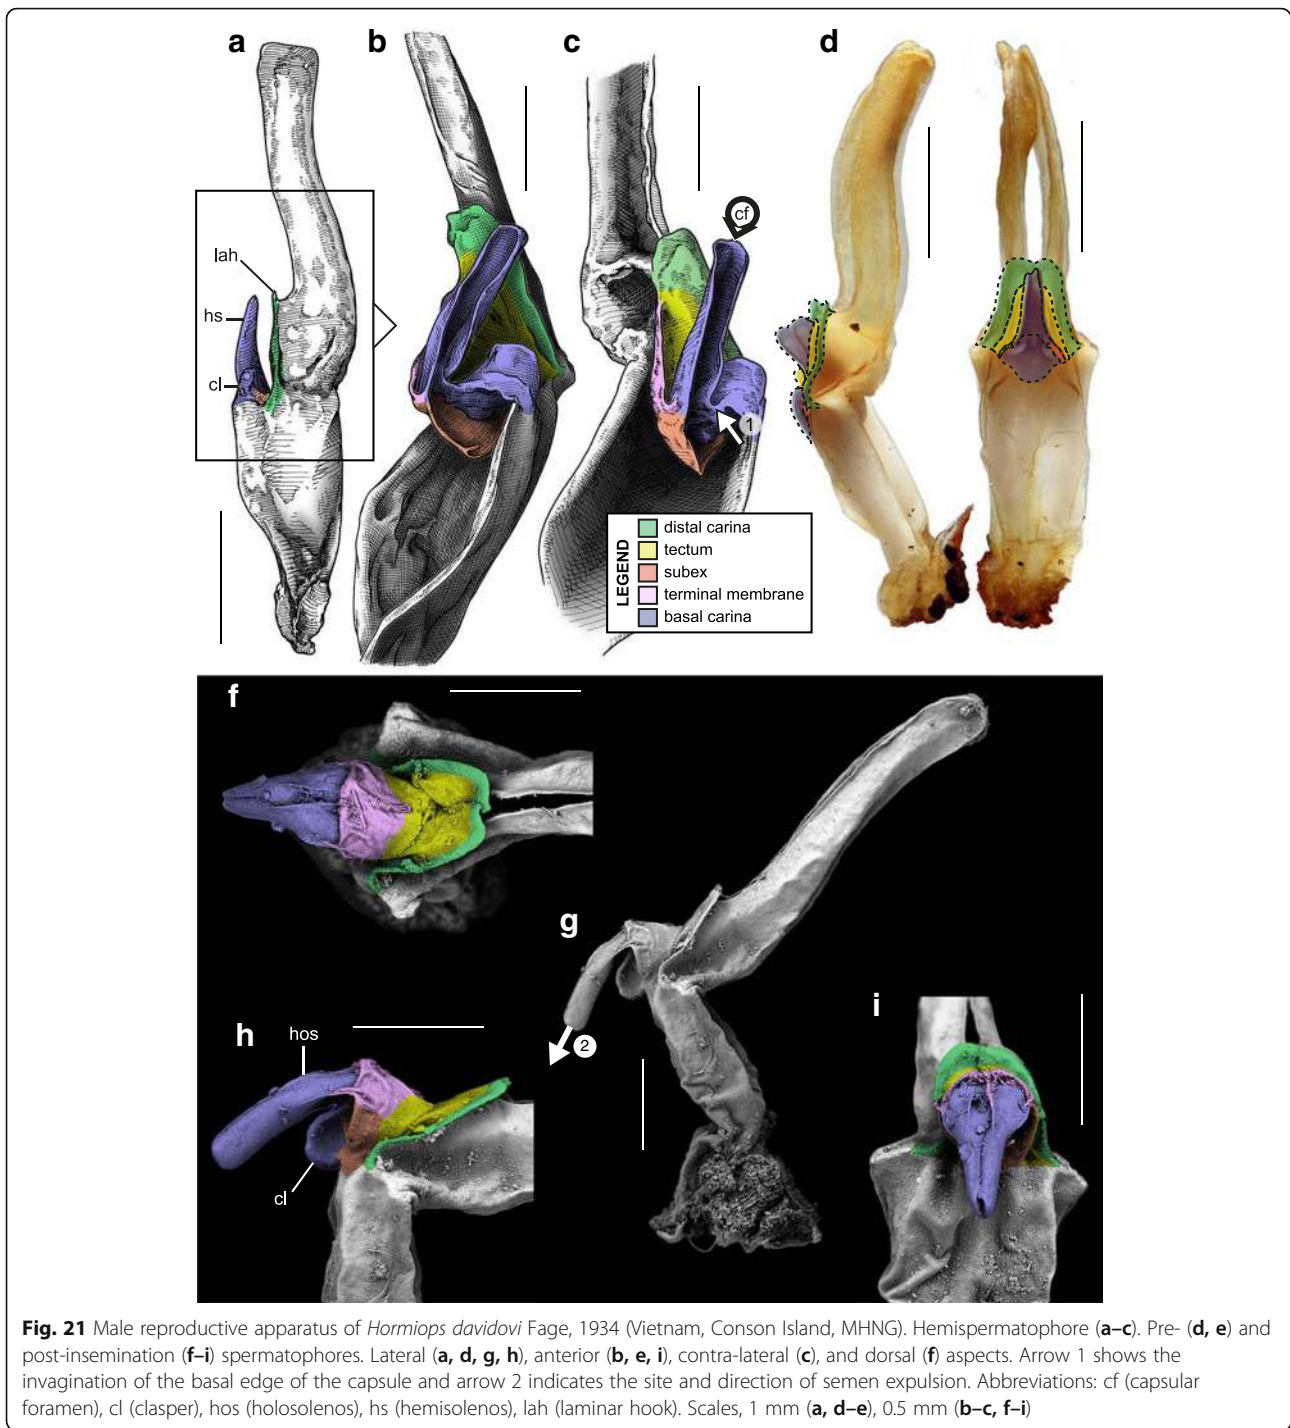 a
b
c
d
cf
lah
hs
cl
1
LEGEND
distal carina
tectum
subex
terminal membrane
basal carina
f
g
2
h
hos
cl
i
Fig. 21 Male reproductive apparatus of Hormiops davidovi Fage, 1934 (Vietnam, Conson Island, MHNG). Hemispermatophore (a–c). Pre- (d, e) and
post-insemination (f–i) spermatophores. Lateral (a, d, g, h), anterior (b, e, i), contra-lateral (c), and dorsal (f) aspects. Arrow 1 shows the
invagination of the basal edge of the capsule and arrow 2 indicates the site and direction of semen expulsion. Abbreviations: cf (capsular
foramen), cl (clasper), hos (holosolenos), hs (hemisolenos), lah (laminar hook). Scales, 1 mm (a, d–e), 0.5 mm (b–c, f–i)